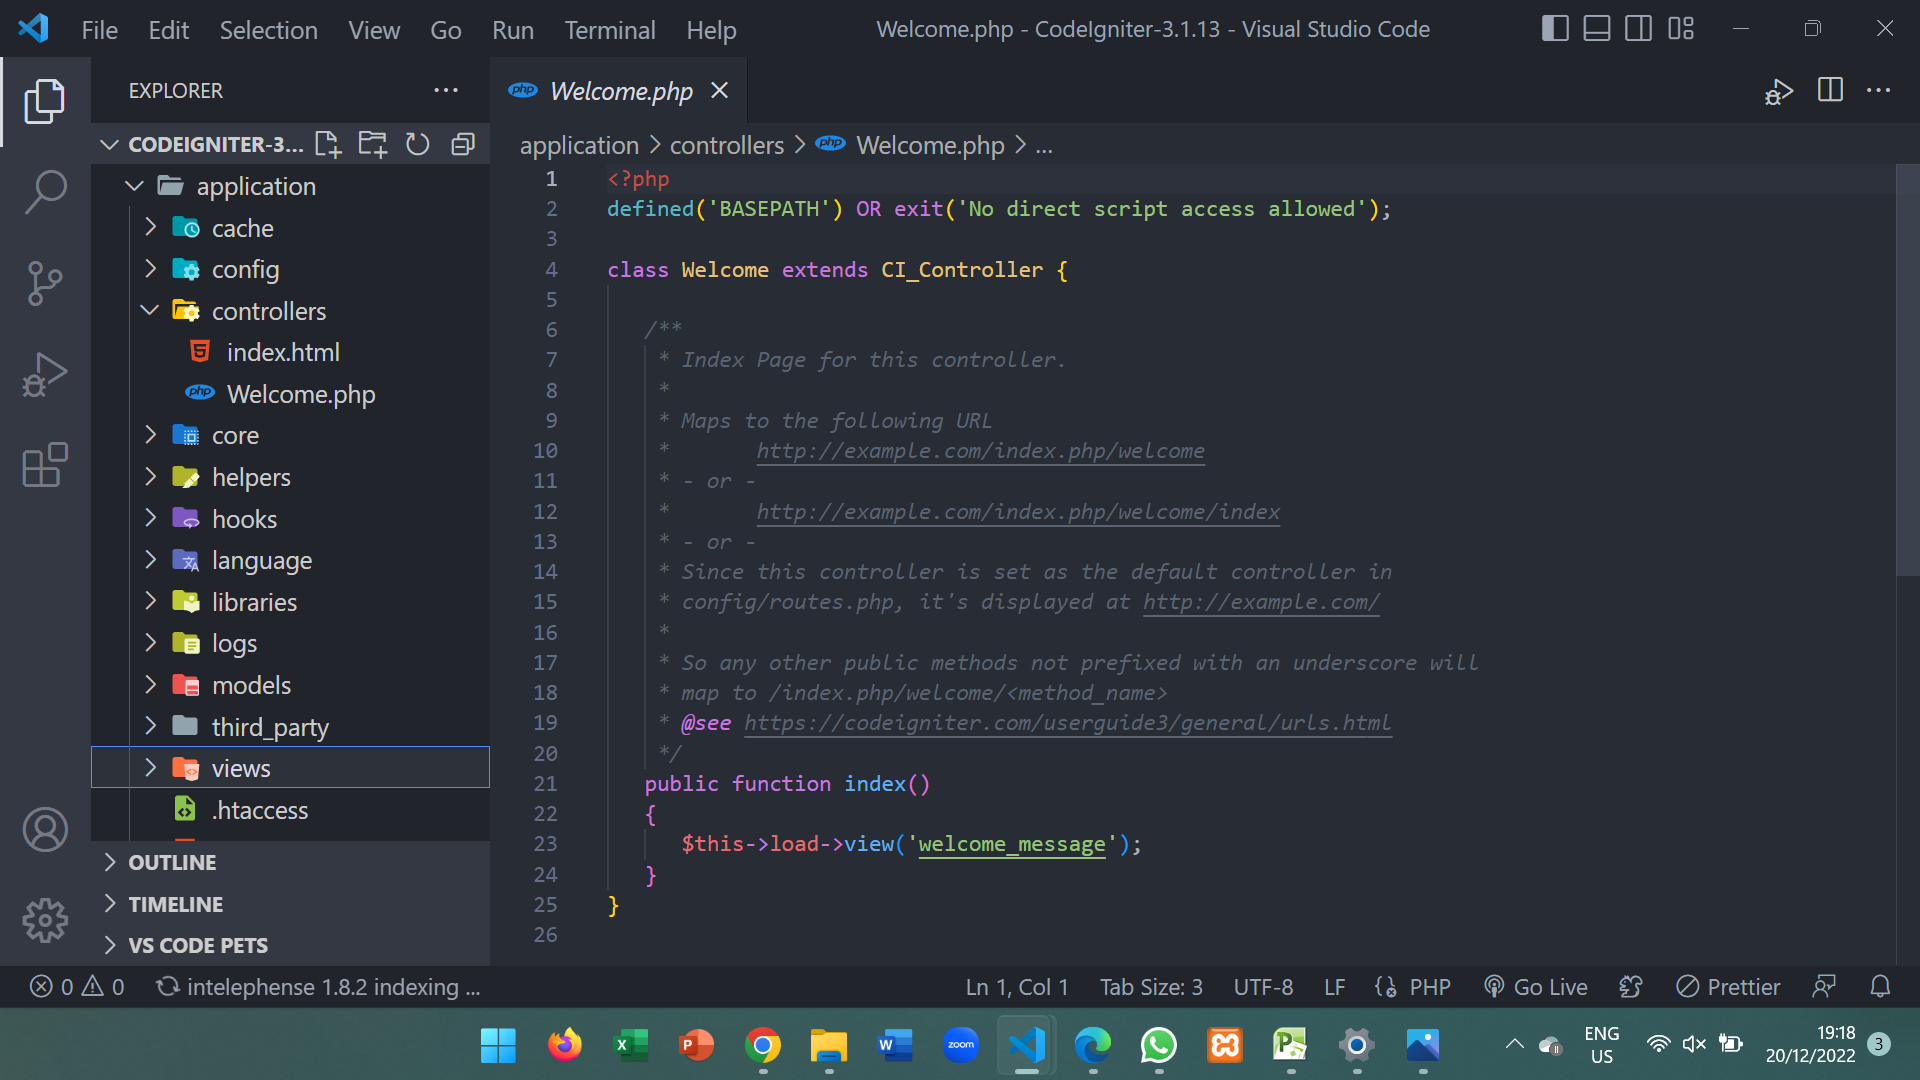 File Edit Selection View Go Run Terminal Help
Welcome.php - CodeIgniter-3.1.13 - Visual Studio Code
EXPLORER
CODEIGNITER-3...
application
cache
config
controllers
index.html
php Welcome.php
core
helpers
hooks
language
libraries
logs
models
third_party
views
.htaccess
OUTLINE
TIMELINE
VS CODE PETS
php Welcome.php
application > controllers > php Welcome.php > ...
1 <?php
2 defined('BASEPATH') OR exit('No direct script access allowed');
3
4 class Welcome extends CI_Controller {
5
6 /**
7 * Index Page for this controller.
8 *
9 * Maps to the following URL
10 * http://example.com/index.php/welcome
11 * - or -
12 * http://example.com/index.php/welcome/index
13 * - or -
14 * Since this controller is set as the default controller in
15 * config/routes.php, it's displayed at http://example.com/
16 *
17 * So any other public methods not prefixed with an underscore will
18 * map to /index.php/welcome/<method_name>
19 * @see https://codeigniter.com/userguide3/general/urls.html
20 */
21 public function index()
22 {
23 $this->load->view('welcome_message');
24 }
25 }
26
0 0 intelephense 1.8.2 indexing ...
Ln 1, Col 1 Tab Size: 3 UTF-8 LF PHP Go Live Prettier
zoom
ENG
US
19:18
20/12/2022
3